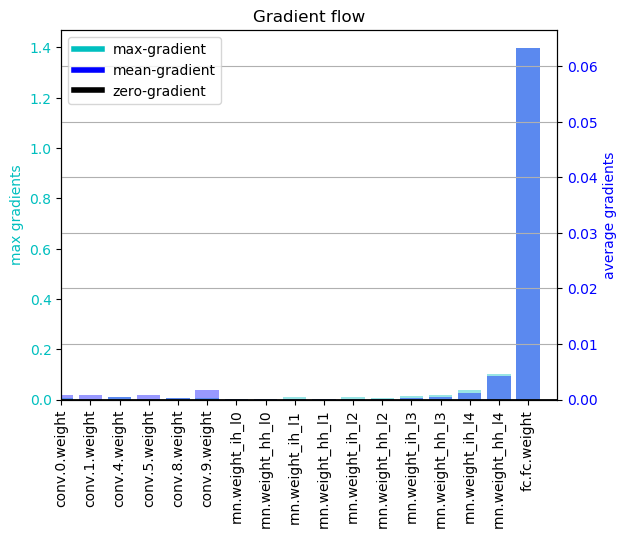 Gradient flow
max-gradient
mean-gradient
zero-gradient
max gradients
1.4
1.2
1.0
0.8
0.6
0.4
0.2
0.0
average gradients
0.06
0.05
0.04
0.03
0.02
0.01
0.00
conv.0.weight
conv.1.weight
conv.4.weight
conv.5.weight
conv.8.weight
conv.9.weight
rnn.weight_ih_l0
rnn.weight_hh_l0
rnn.weight_ih_l1
rnn.weight_hh_l1
rnn.weight_ih_l2
rnn.weight_hh_l2
rnn.weight_ih_l3
rnn.weight_hh_l3
rnn.weight_ih_l4
rnn.weight_hh_l4
fc.fc.weight